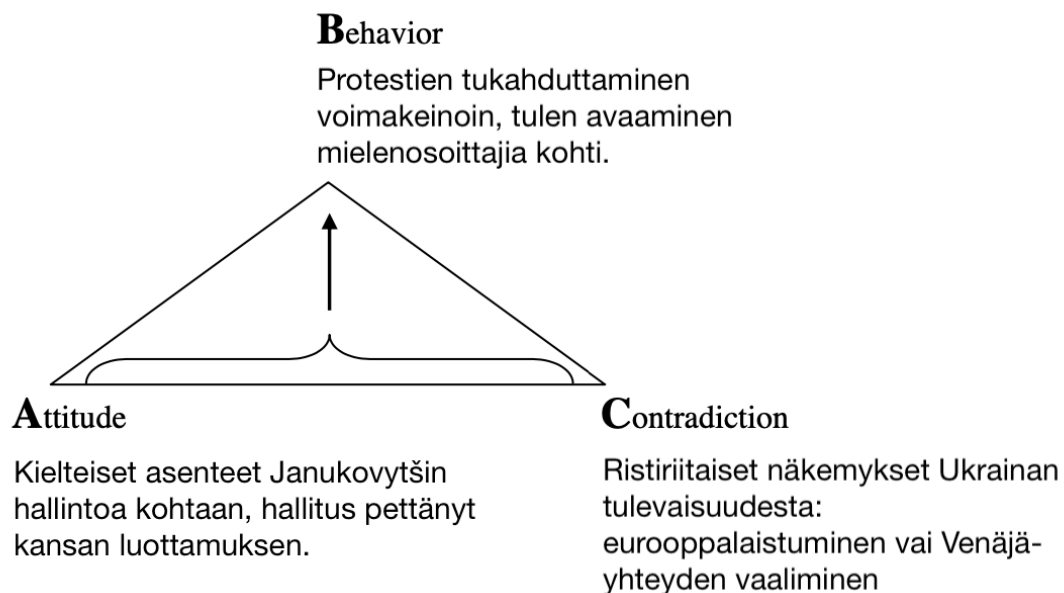 Behavior
Protestien tukahduttaminen
voimakeinoin, tulen avaaminen
mielenosoittajia kohti.
Attitude
Kielteiset asenteet Janukovytšin
hallintoa kohtaan, hallitus pettänyt
kansan luottamuksen.
Contradiction
Ristiriitaiset näkemykset Ukrainan
tulevaisuudesta:
eurooppalaistuminen vai Venäjä-
yhteyden vaaliminen